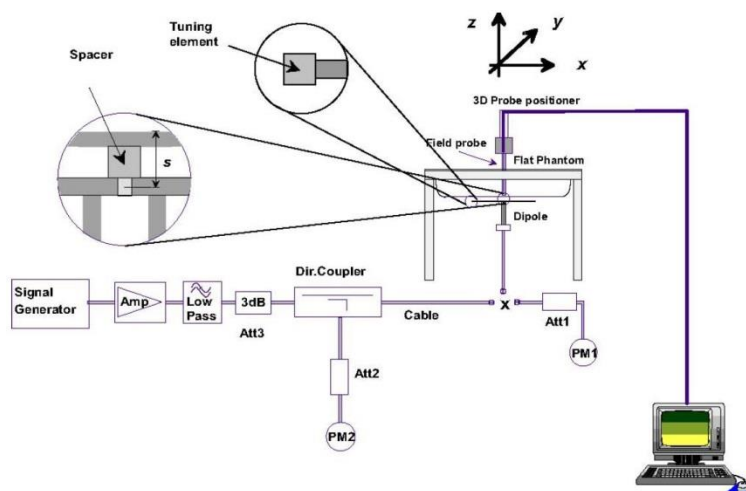 Tuning
element
Spacer
s
z
y
x
3D Probe positioner
Field probe
Flat Phantom
Dipole
Signal
Generator
Amp
Low
Pass
3dB
Att3
Dir.Coupler
Cable
x
Att1
PM1
Att2
PM2